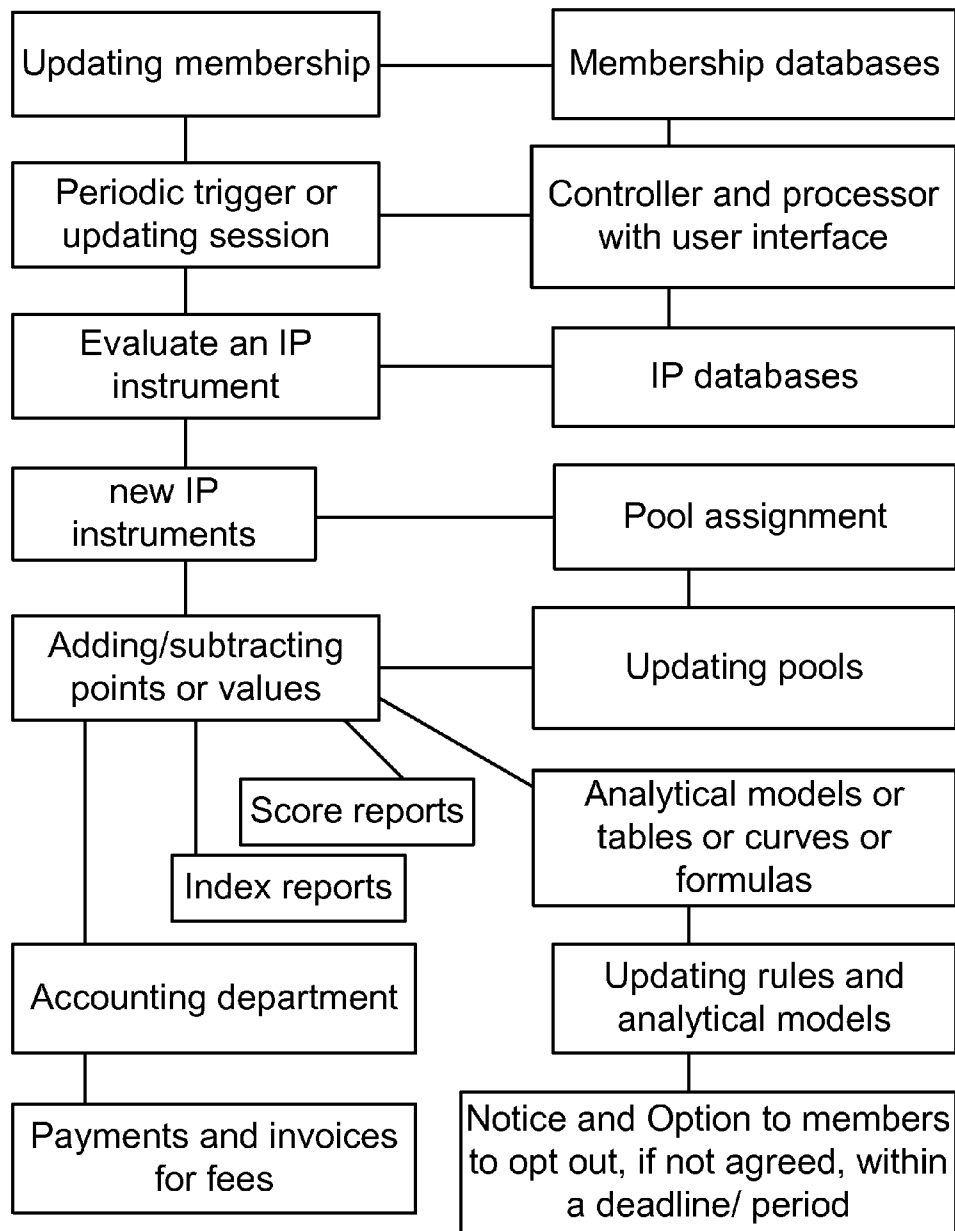 Updating membership
Membership databases
Periodic trigger or
updating session
Controller and processor
with user interface
Evaluate an IP
instrument
IP databases
new IP
instruments
Pool assignment
Adding/subtracting
points or values
Updating pools
Score reports
Analytical models or
tables or curves or
formulas
Index reports
Accounting department
Updating rules and
analytical models
Payments and invoices
for fees
Notice and Option to members
to opt out, if not agreed, within
a deadline/ period